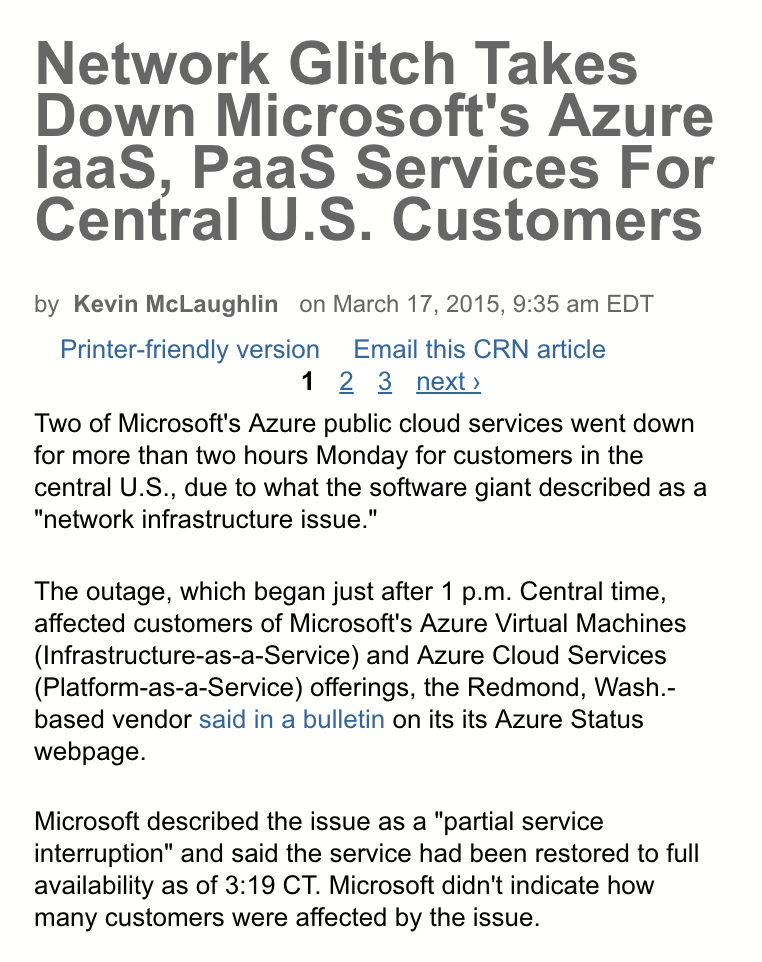 Network Glitch Takes
Down Microsoft's Azure
IaaS, PaaS Services For
Central U.S. Customers
by Kevin McLaughlin on March 17, 2015, 9:35 am EDT
Printer-friendly version Email this CRN article
1 2 3 next ›
Two of Microsoft's Azure public cloud services went down
for more than two hours Monday for customers in the
central U.S., due to what the software giant described as a
"network infrastructure issue."
The outage, which began just after 1 p.m. Central time,
affected customers of Microsoft's Azure Virtual Machines
(Infrastructure-as-a-Service) and Azure Cloud Services
(Platform-as-a-Service) offerings, the Redmond, Wash.-
based vendor said in a bulletin on its its Azure Status
webpage.
Microsoft described the issue as a "partial service
interruption" and said the service had been restored to full
availability as of 3:19 CT. Microsoft didn't indicate how
many customers were affected by the issue.